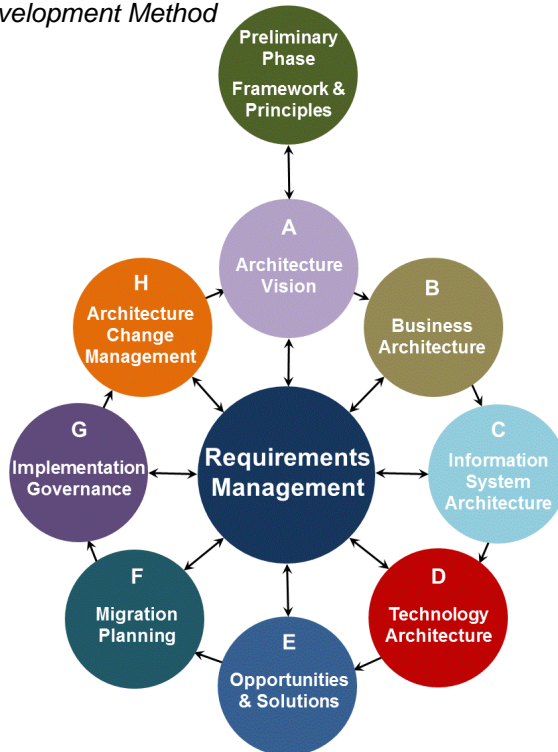 velopment Method
Preliminary
Phase
Framework &
Principles
A
Architecture
Vision
B
Business
Architecture
C
Information
System
Architecture
D
Technology
Architecture
E
Opportunities
& Solutions
F
Migration
Planning
G
Implementation
Governance
H
Architecture
Change
Management
Requirements
Management